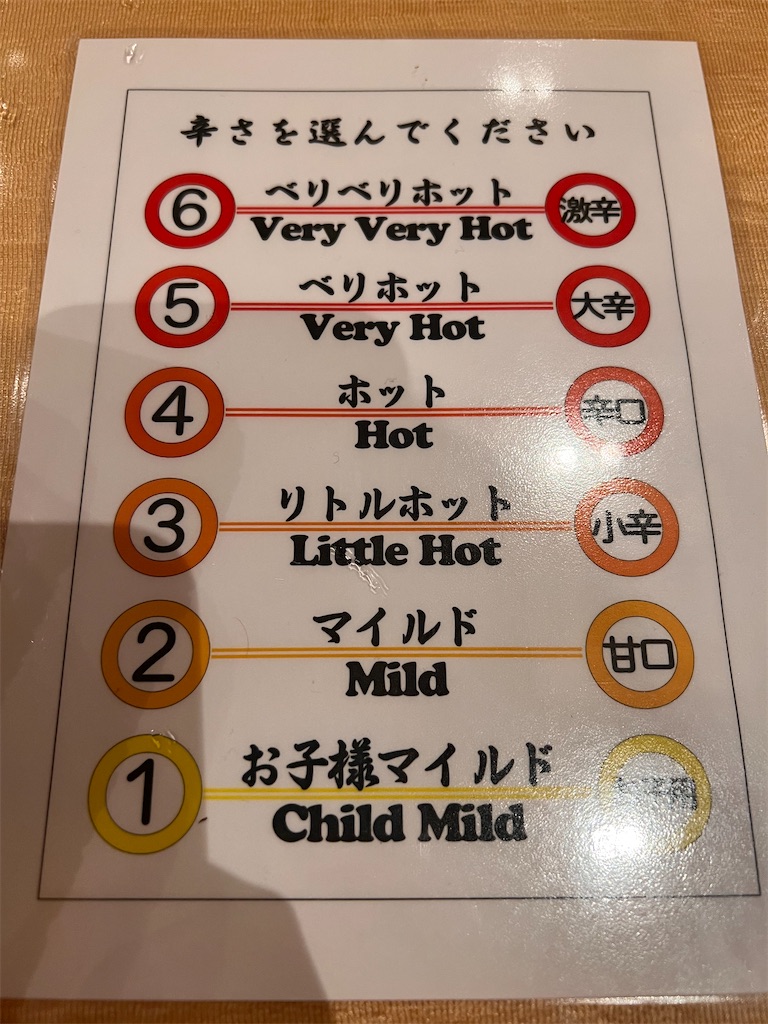 辛さを選んでください
6 ベリベリホット 激辛
Very Very Hot
5 ベリホット 大辛
Very Hot
4 ホット 辛口
Hot
3 リトルホット 小辛
Little Hot
2 マイルド 甘口
Mild
1 お子様マイルド
Child Mild